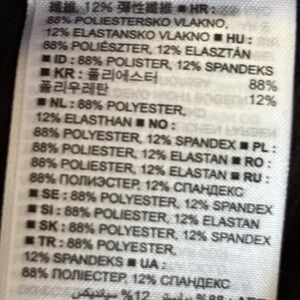 纖維, 12% 彈性纖維 ■ HR :
88% POLIESTERSKO VLAKNO,
12% ELASTANSKO VLAKNO ■ HU :
88% POLIÉSZTER, 12% ELASZTÁN
■ ID : 88% POLISTER, 12% SPANDEKS
■ KR : 폴리에스터 88%
폴리우레탄 12%
■ NL : 88% POLYESTER,
12% ELASTHAN ■ NO :
88% POLYESTER, 12% SPANDEX ■ PL :
88% POLIESTER, 12% ELASTAN ■ RO :
88% POLIESTER, 12% ELASTAN ■ RU :
88% ПОЛИЭСТЕР, 12% СПАНДЕКС
■ SE : 88% POLYESTER, 12% SPANDEX
■ SI : 88% POLIESTER, 12% ELASTAN
■ SK : 88% POLYESTER, 12% SPANDEX
■ TR : 88% POLYESTER,
12% SPANDEKS ■ UA :
88% ПОЛІЕСТЕР, 12% СПАНДЕКС
12% سباندیکس